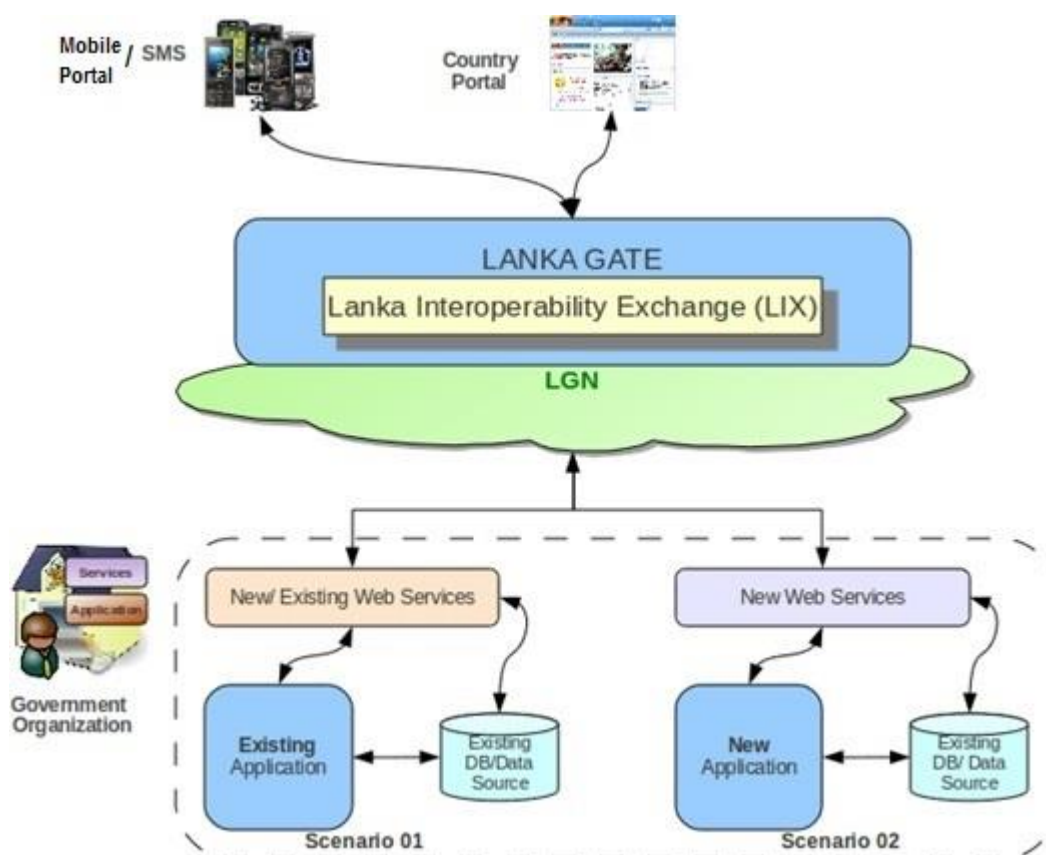 Mobile / SMS
Portal
Country
Portal
LANKA GATE
Lanka Interoperability Exchange (LIX)
LGN
Services
Application
Government
Organization
New/ Existing Web Services
New Web Services
Existing
Application
Existing
DB/Data
Source
New
Application
Existing
DB/ Data
Source
Scenario 01
Scenario 02